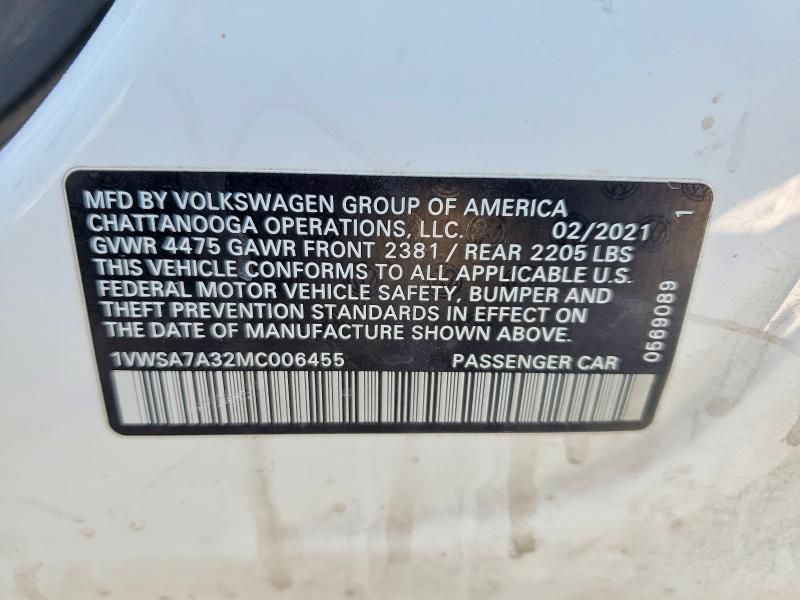 MFD BY VOLKSWAGEN GROUP OF AMERICA
CHATTANOOGA OPERATIONS, LLC. 02/2021
GVWR 4475 GAWR FRONT 2381 / REAR 2205 LBS
THIS VEHICLE CONFORMS TO ALL APPLICABLE U.S.
FEDERAL MOTOR VEHICLE SAFETY, BUMPER AND
THEFT PREVENTION STANDARDS IN EFFECT ON
THE DATE OF MANUFACTURE SHOWN ABOVE.
1VWSA7A32MC006455 PASSENGER CAR
0569089 1